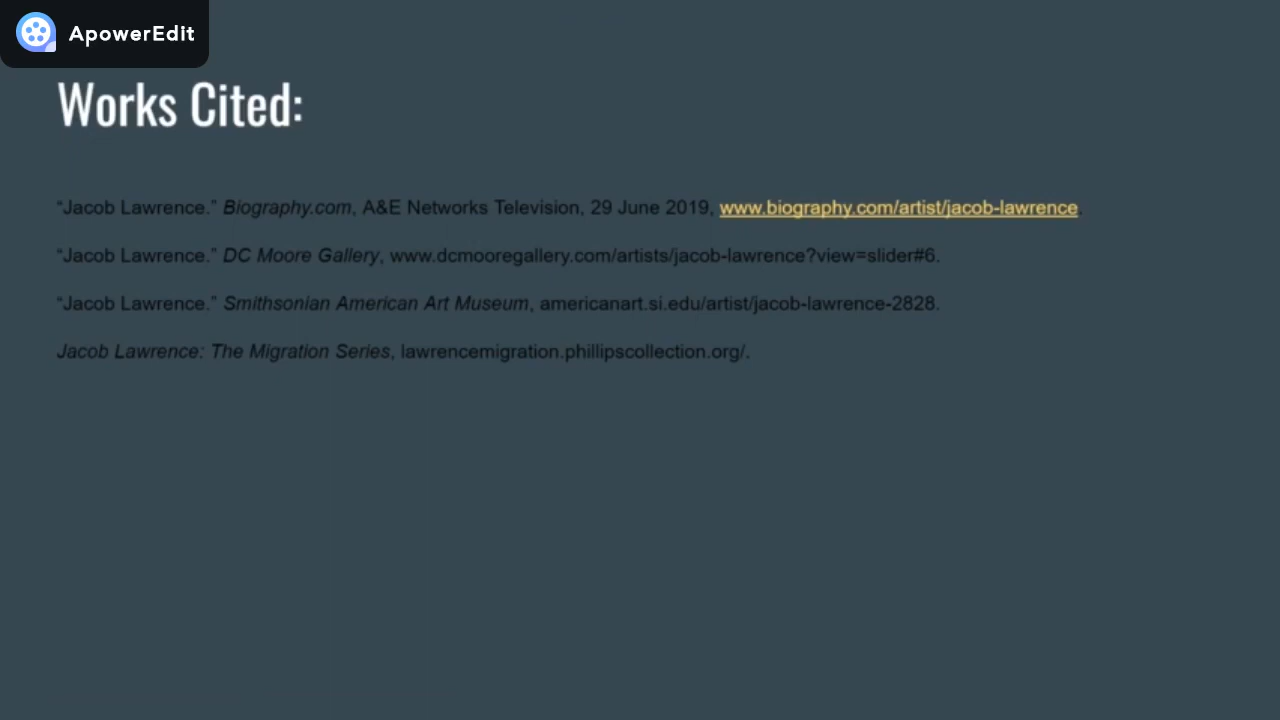 ApowerEdit
Works Cited:
“Jacob Lawrence.” Biography.com, A&E Networks Television, 29 June 2019, www.biography.com/artist/jacob-lawrence.
“Jacob Lawrence.” DC Moore Gallery, www.dcmooregallery.com/artists/jacob-lawrence?view=slider#6.
“Jacob Lawrence.” Smithsonian American Art Museum, americanart.si.edu/artist/jacob-lawrence-2828.
Jacob Lawrence: The Migration Series, lawrencemigration.phillipscollection.org/.